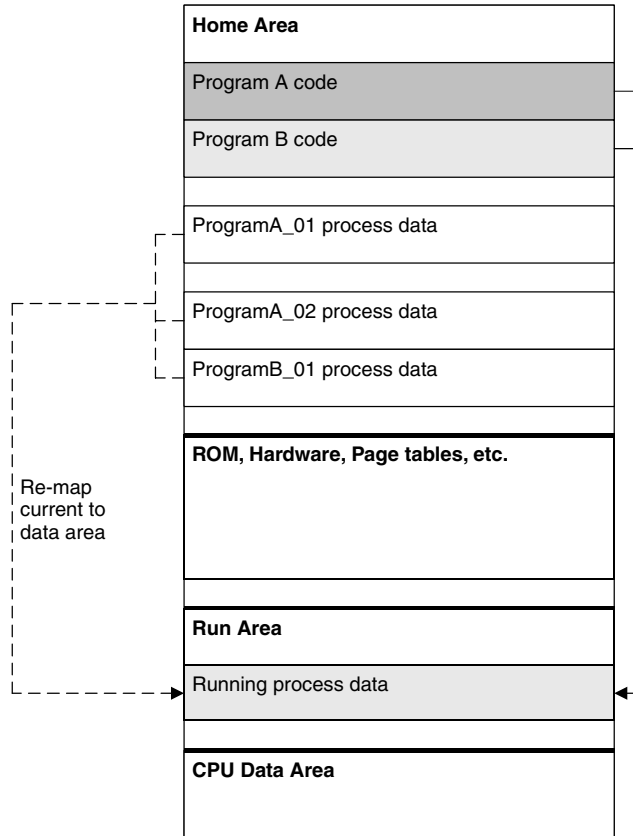 Home Area
Program A code
Program B code
ProgramA_01 process data
ProgramA_02 process data
ProgramB_01 process data
ROM, Hardware, Page tables, etc.
Re-map
current to
data area
Run Area
Running process data
CPU Data Area